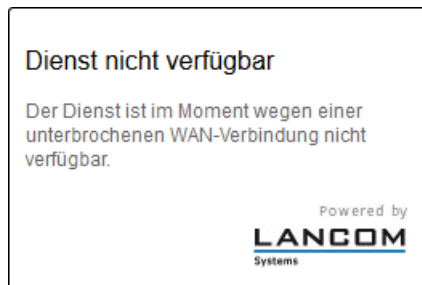 Dienst nicht verfügbar
Der Dienst ist im Moment wegen einer
unterbrochenen WAN-Verbindung nicht
verfügbar.
Powered by
LANCOM
Systems